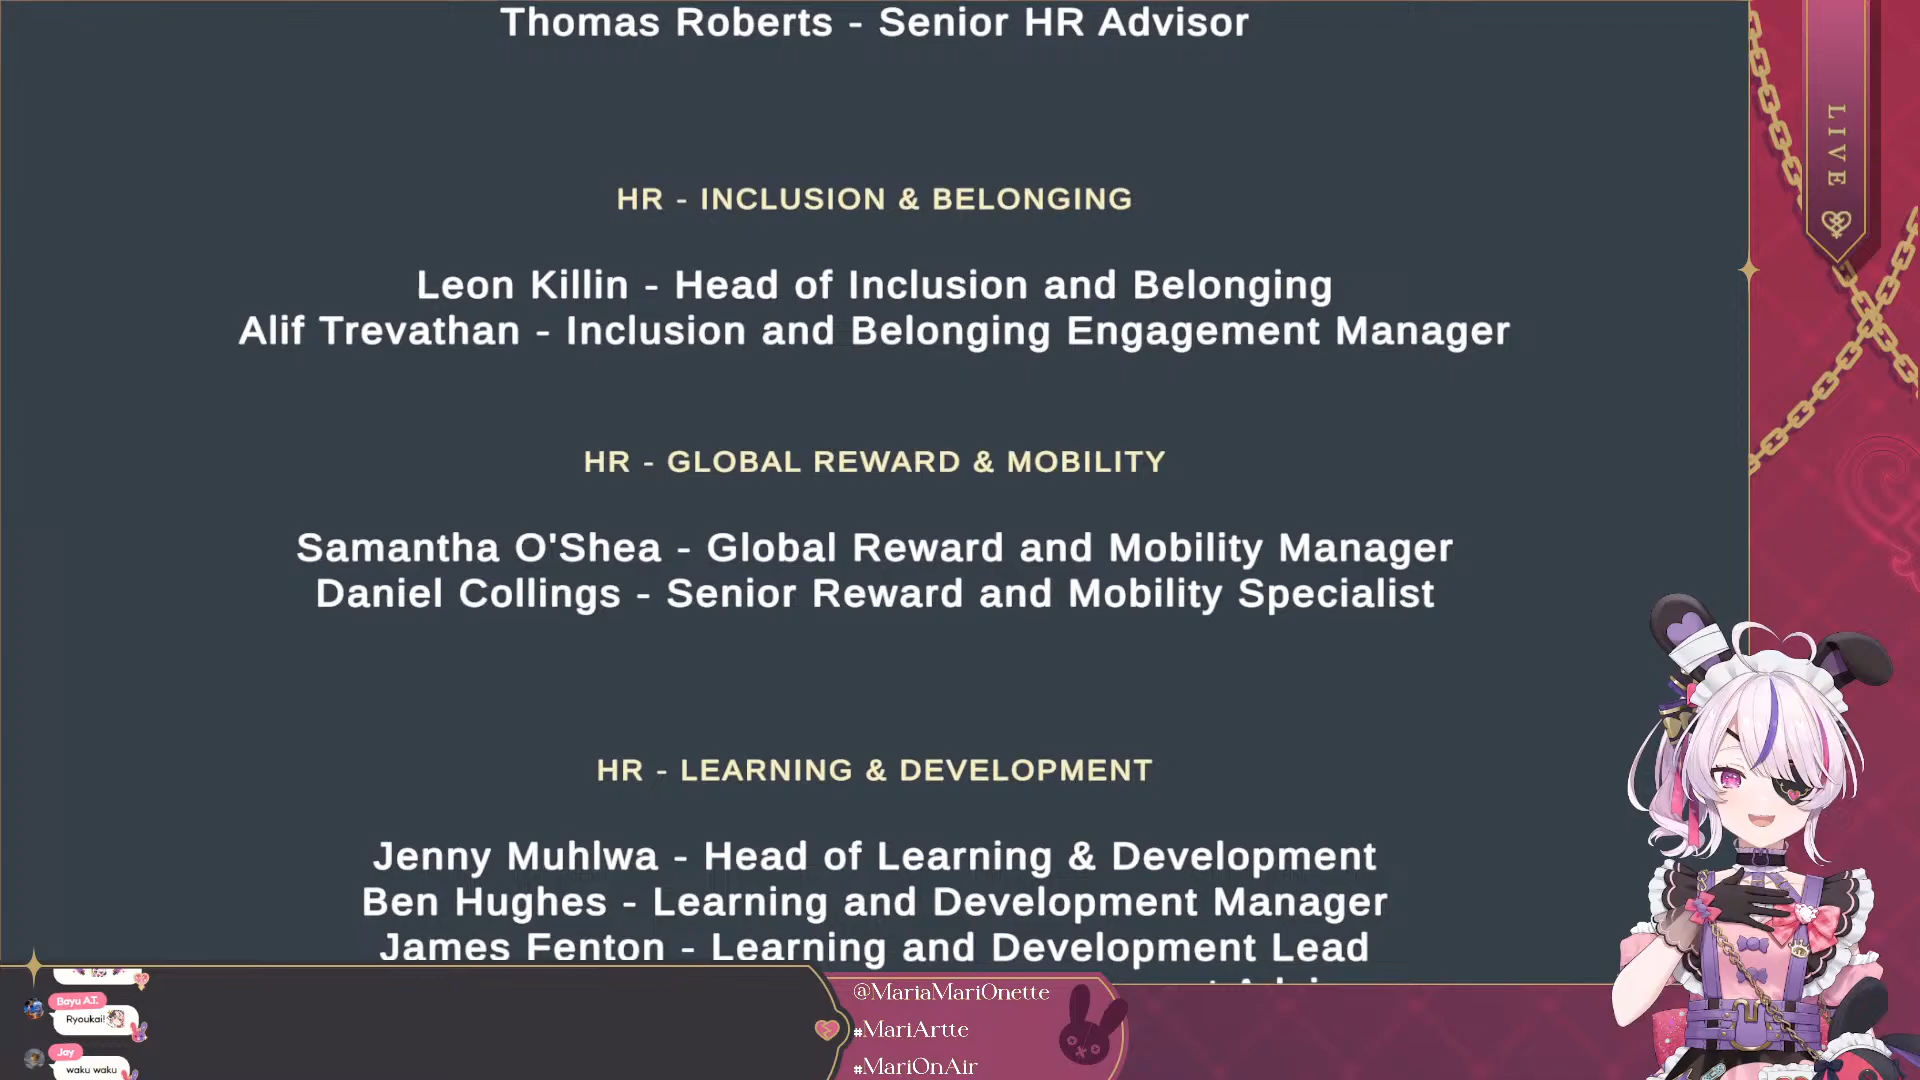 Thomas Roberts - Senior HR Advisor
HR - INCLUSION & BELONGING
Leon Killin - Head of Inclusion and Belonging
Alif Trevathan - Inclusion and Belonging Engagement Manager
HR - GLOBAL REWARD & MOBILITY
Samantha O'Shea - Global Reward and Mobility Manager
Daniel Collings - Senior Reward and Mobility Specialist
HR - LEARNING & DEVELOPMENT
Jenny Muhlwa - Head of Learning & Development
Ben Hughes - Learning and Development Manager
James Fenton - Learning and Development Lead
LIVE
Bayu A.T.
Ryoukai!
Jay
waku waku
@MariaMariOnette
#MariArtte
#MariOnAir